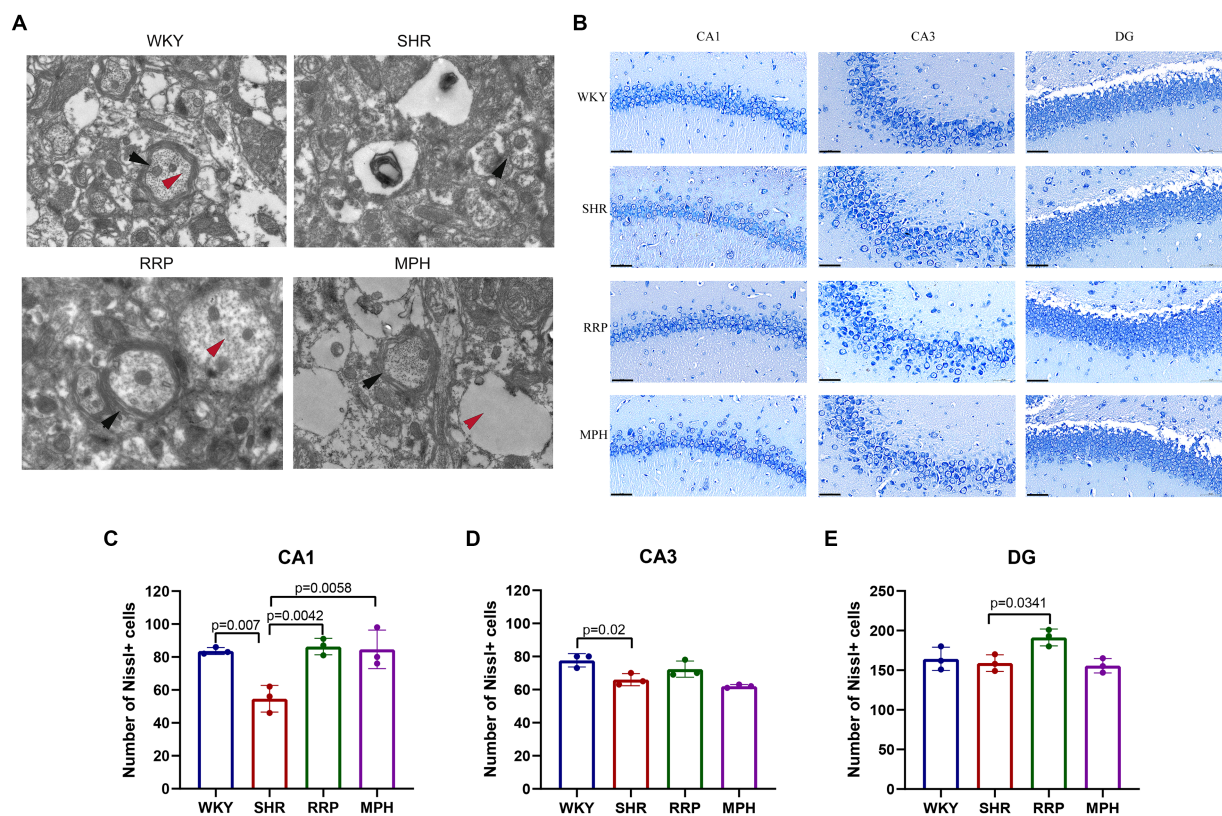 A
WKY
SHR
RRP
MPH
B
CA1
CA3
DG
WKY
SHR
RRP
MPH
C
CA1
Number of Nissl+ cells
120
100
80
60
40
20
0
p=0.007
p=0.0042
p=0.0058
WKY
SHR
RRP
MPH
D
CA3
Number of Nissl+ cells
120
100
80
60
40
20
0
p=0.02
WKY
SHR
RRP
MPH
E
DG
Number of Nissl+ cells
250
200
150
100
50
0
p=0.0341
WKY
SHR
RRP
MPH